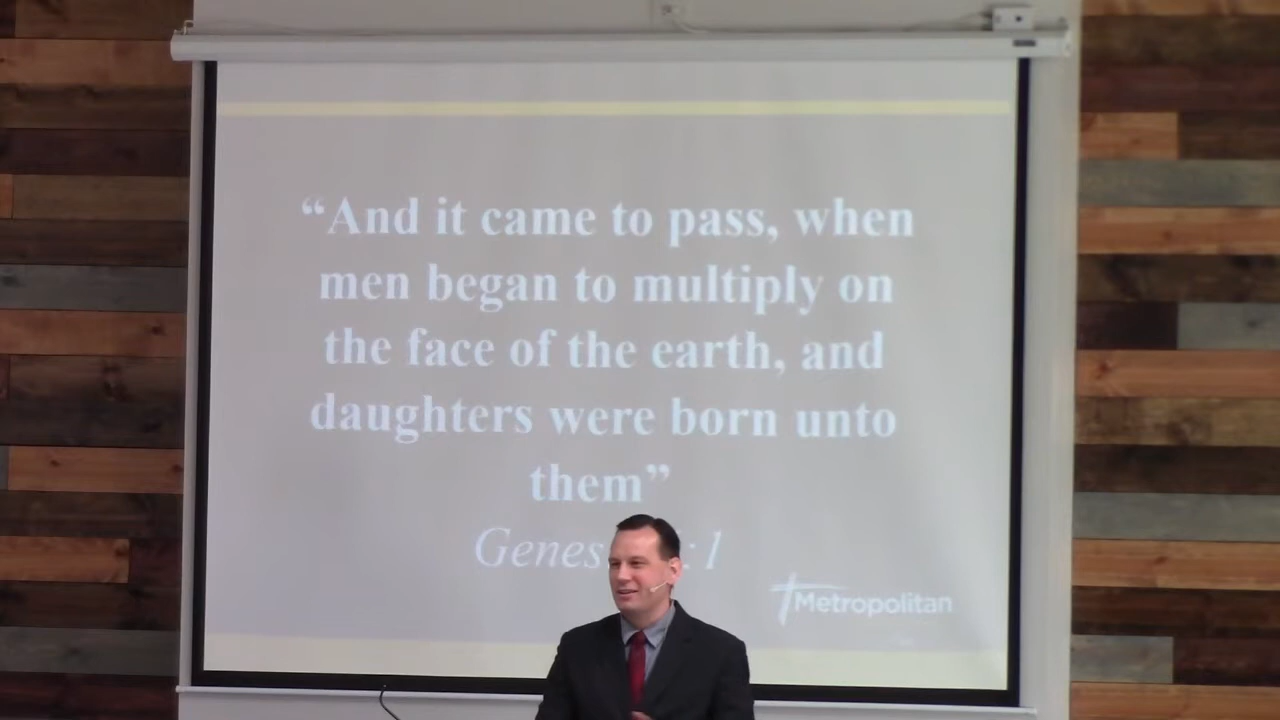 “And it came to pass, when
men began to multiply on
the face of the earth, and
daughters were born unto
them”
:1
Metropolitan